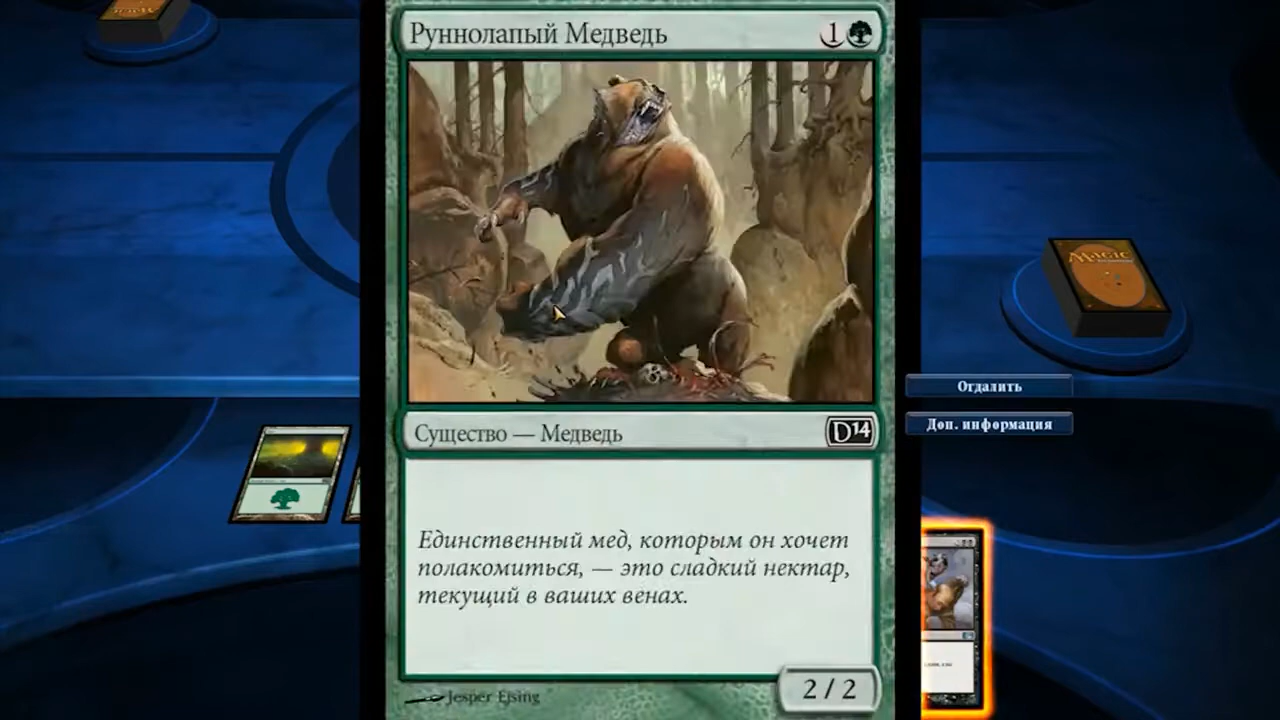 Руннолапый Медведь
1
MAGIC
Отдалить
Существо — Медведь
D14
Доп. информация
Единственный мед, которым он хочет
полакомиться, — это сладкий нектар,
текущий в ваших венах.
Jesper Ejsing
2 / 2